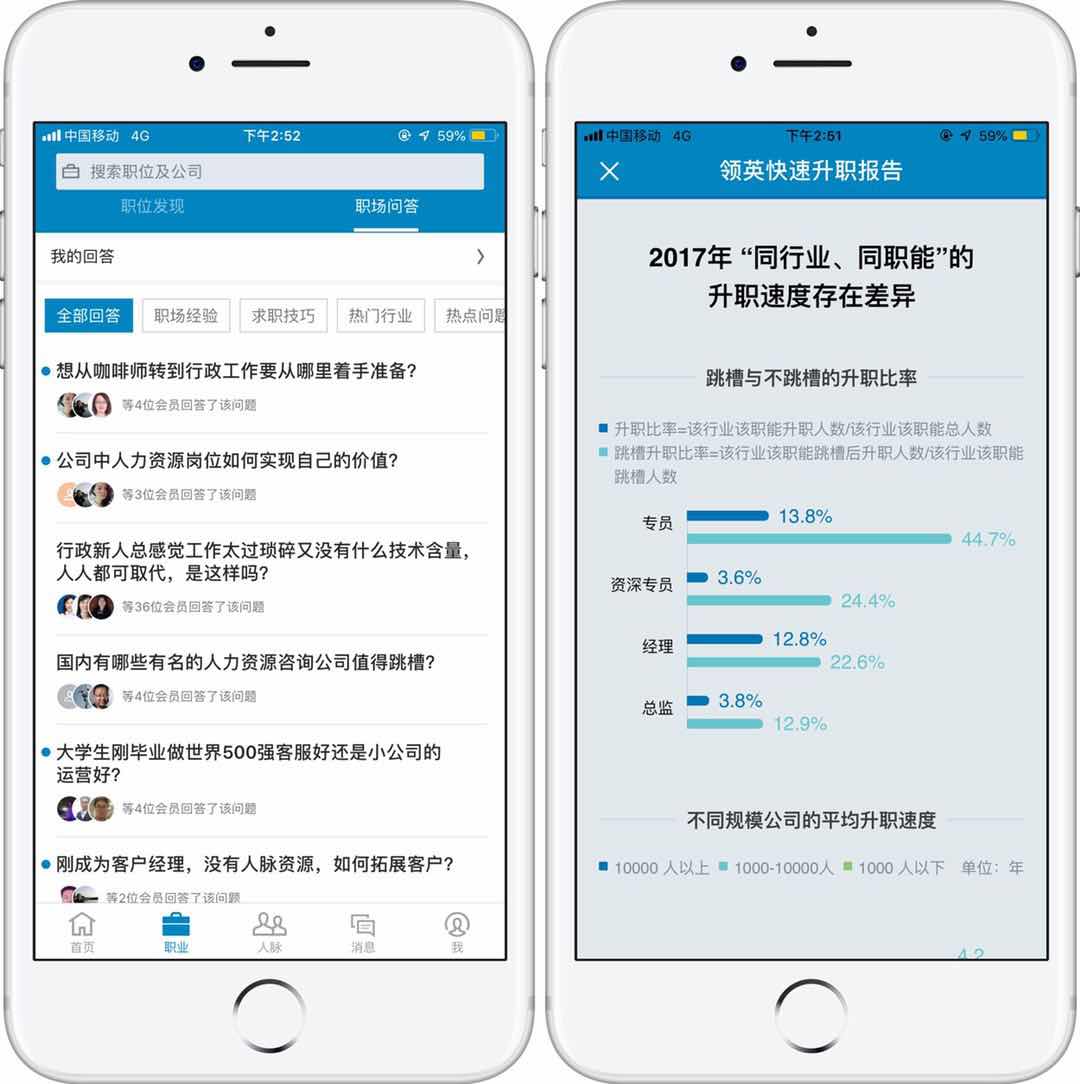 中国移动 4G 下午2:52 59%
搜索职位及公司
职位发现 职场问答
我的回答
全部回答 职场经验 求职技巧 热门行业 热点问题
想从咖啡师转到行政工作要从哪里着手准备?
等4位会员回答了该问题
公司中人力资源岗位如何实现自己的价值?
等3位会员回答了该问题
行政新人总感觉工作太过琐碎又没有什么技术含量，
人人都可取代，是这样吗?
等36位会员回答了该问题
国内有哪些有名的人力资源咨询公司值得跳槽?
等4位会员回答了该问题
大学生刚毕业做世界500强客服好还是小公司的
运营好?
等4位会员回答了该问题
刚成为客户经理，没有人脉资源，如何拓展客户?
等2位会员回答了该问题
首页 职业 人脉 消息 我
中国移动 4G 下午2:51 59%
领英快速升职报告
2017年 “同行业、同职能”的
升职速度存在差异
跳槽与不跳槽的升职比率
升职比率=该行业该职能升职人数/该行业该职能总人数
跳槽升职比率=该行业该职能跳槽后升职人数/该行业该职能
跳槽人数
专员 13.8%
44.7%
资深专员 3.6%
24.4%
经理 12.8%
22.6%
总监 3.8%
12.9%
不同规模公司的平均升职速度
10000 人以上 1000-10000人 1000 人以下 单位：年
4.2